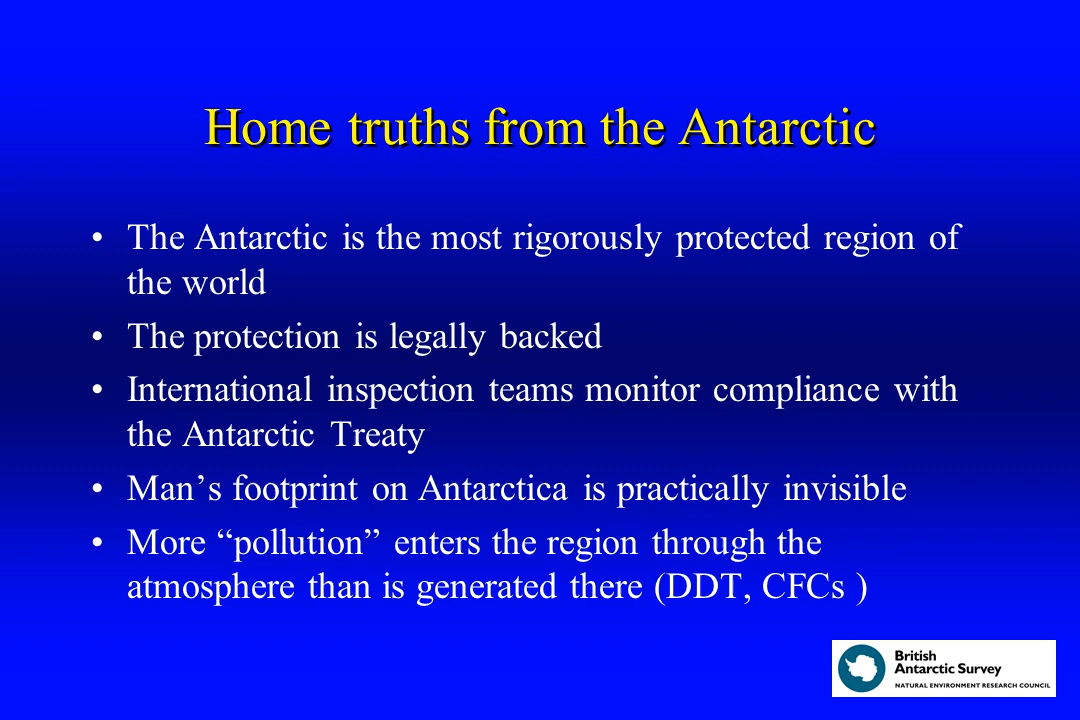 Home truths from the Antarctic
• The Antarctic is the most rigorously protected region of
the world
• The protection is legally backed
• International inspection teams monitor compliance with
the Antarctic Treaty
• Man’s footprint on Antarctica is practically invisible
• More “pollution” enters the region through the
atmosphere than is generated there (DDT, CFCs )
British
Antarctic Survey
NATURAL ENVIRONMENT RESEARCH COUNCIL